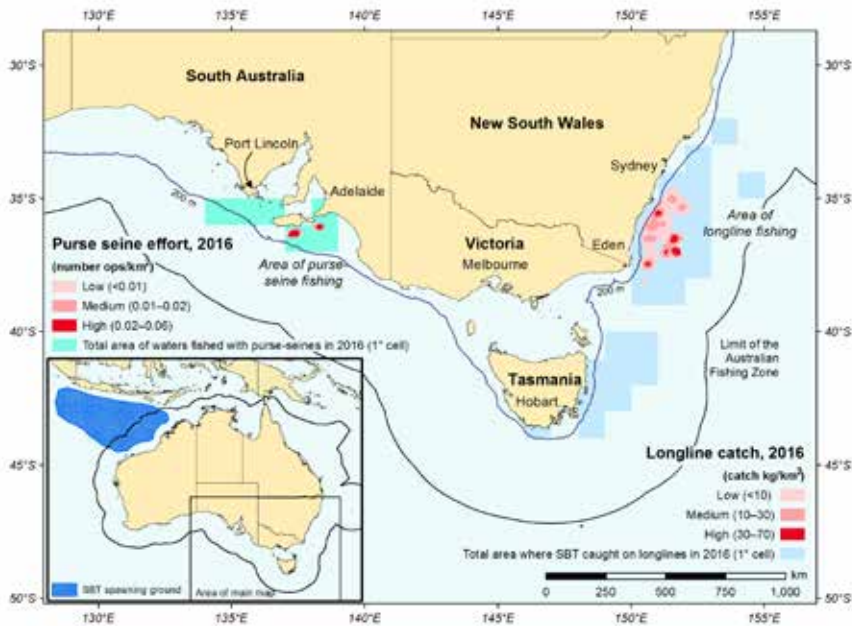 130°E 135°E 140°E 145°E 150°E 155°E
30°S 30°S
South Australia
New South Wales
Port Lincoln
Sydney
200 m
Adelaide
35°S 35°S
Area of
longline fishing
Purse seine effort, 2016
(number ops/km²)
Low (<0.01)
Medium (0.01–0.02)
High (0.02–0.06)
Total area of waters fished with purse-seines in 2016 (1° cell)
Area of purse-
seine fishing
Victoria
Melbourne
Eden
200 m
40°S 40°S
Limit of the
Australian
Fishing Zone
Tasmania
Hobart
45°S 45°S
Longline catch, 2016
(catch kg/km²)
Low (<10)
Medium (10–30)
High (30–70)
Total area where SBT caught on longlines in 2016 (1° cell)
SBT spawning ground
Area of main map
km
0 250 500 750 1,000
50°S 50°S
130°E 135°E 140°E 145°E 150°E 155°E